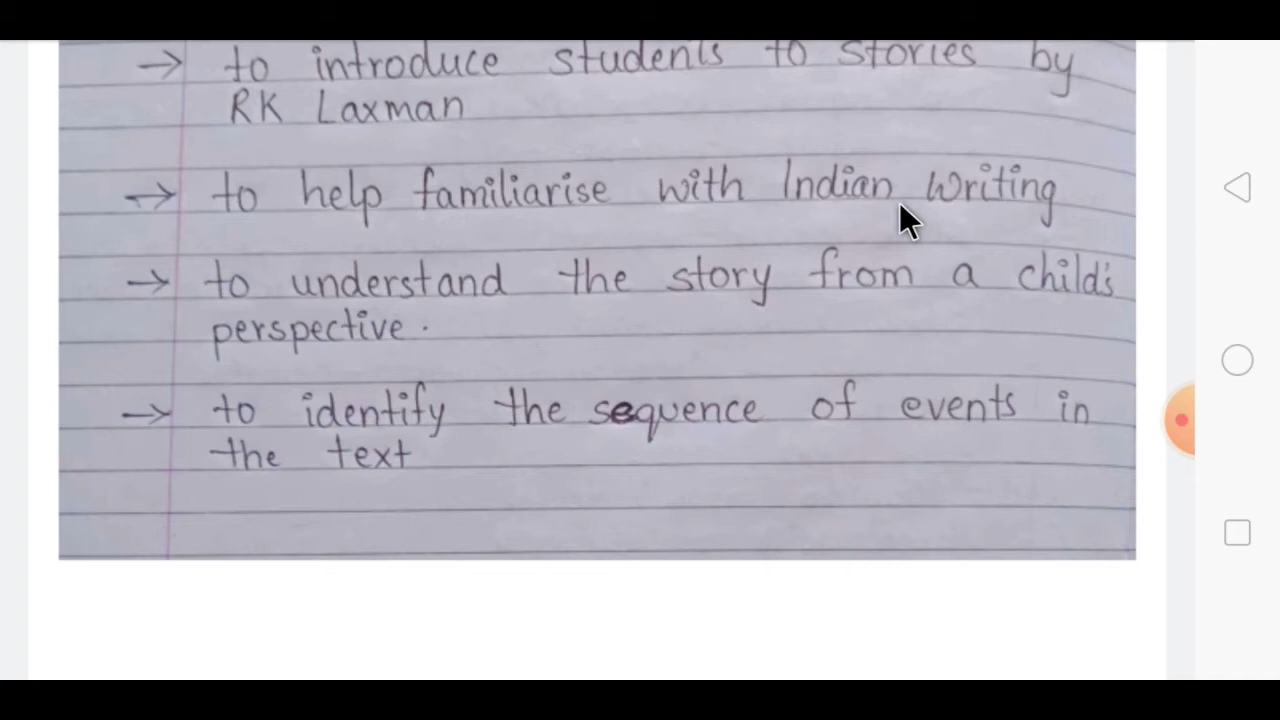 → to introduce students to stories by
RK Laxman
→ to help familiarise with Indian Writing
→ to understand the story from a child's
perspective.
→ to identify the sequence of events in
the text